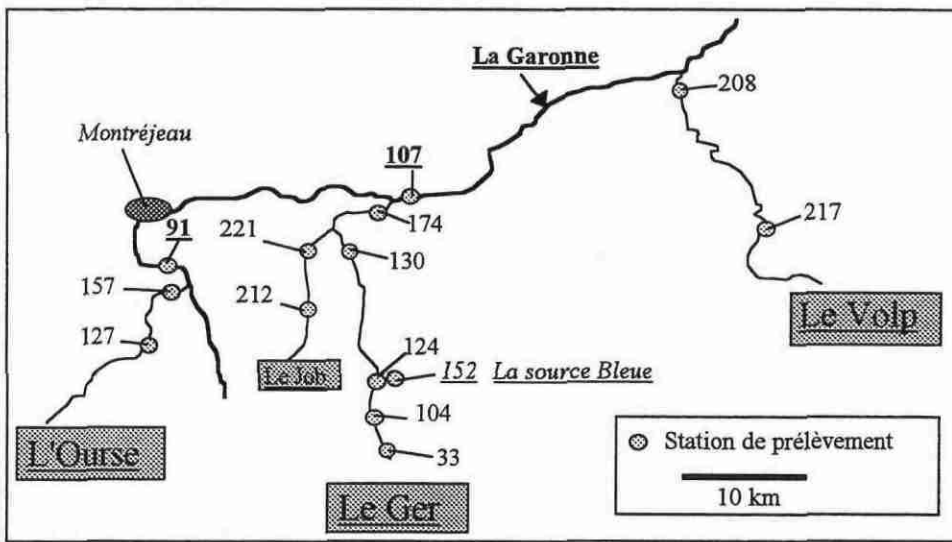 La Garonne
208
Montréjeau
107
217
91
174
221
130
157
212
Le Volp
127
124
Le Job
152 La source Bleue
104
L'Ourse
33
Station de prélèvement
Le Ger
10 km